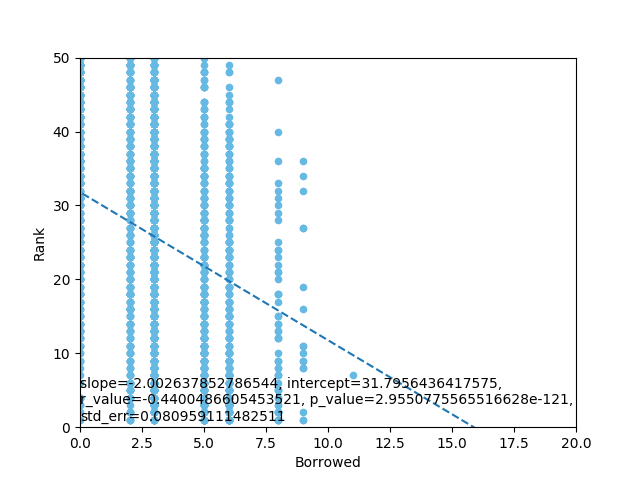 50
40
30
20
10
0
Rank
slope=-2.002637852786544, intercept=31.7956436417575,
r_value=-0.4400486605453521, p_value=2.9550775565516628e-121,
std_err=0.080959111482511
0.0 2.5 5.0 7.5 10.0 12.5 15.0 17.5 20.0
Borrowed